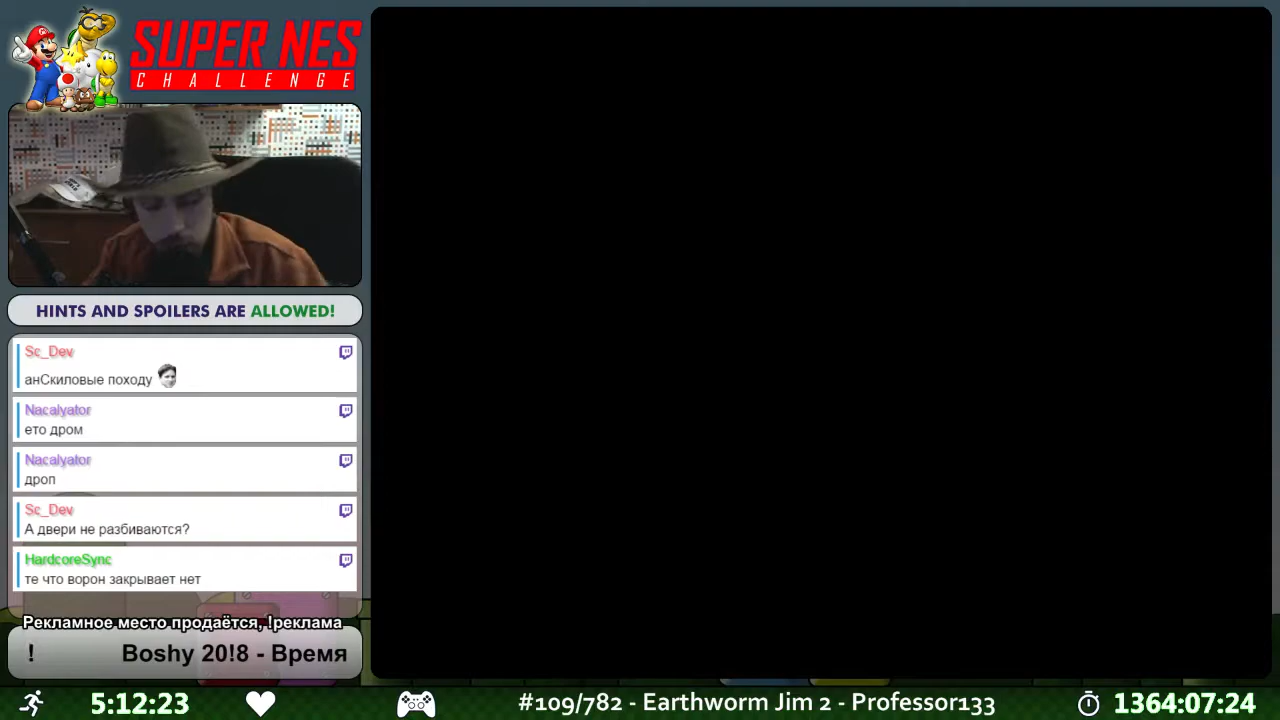 SUPER NES
CHALLENGE
HINTS AND SPOILERS ARE ALLOWED!
Sc_Dev
анСкиловые походу
Nacalyator
ето дром
Nacalyator
дроп
Sc_Dev
А двери не разбиваются?
HardcoreSync
те что ворон закрывает нет
Рекламное место продаётся, !реклама
! Boshy 20!8 - Время
5:12:23
#109/782 - Earthworm Jim 2 - Professor133
1364:07:24